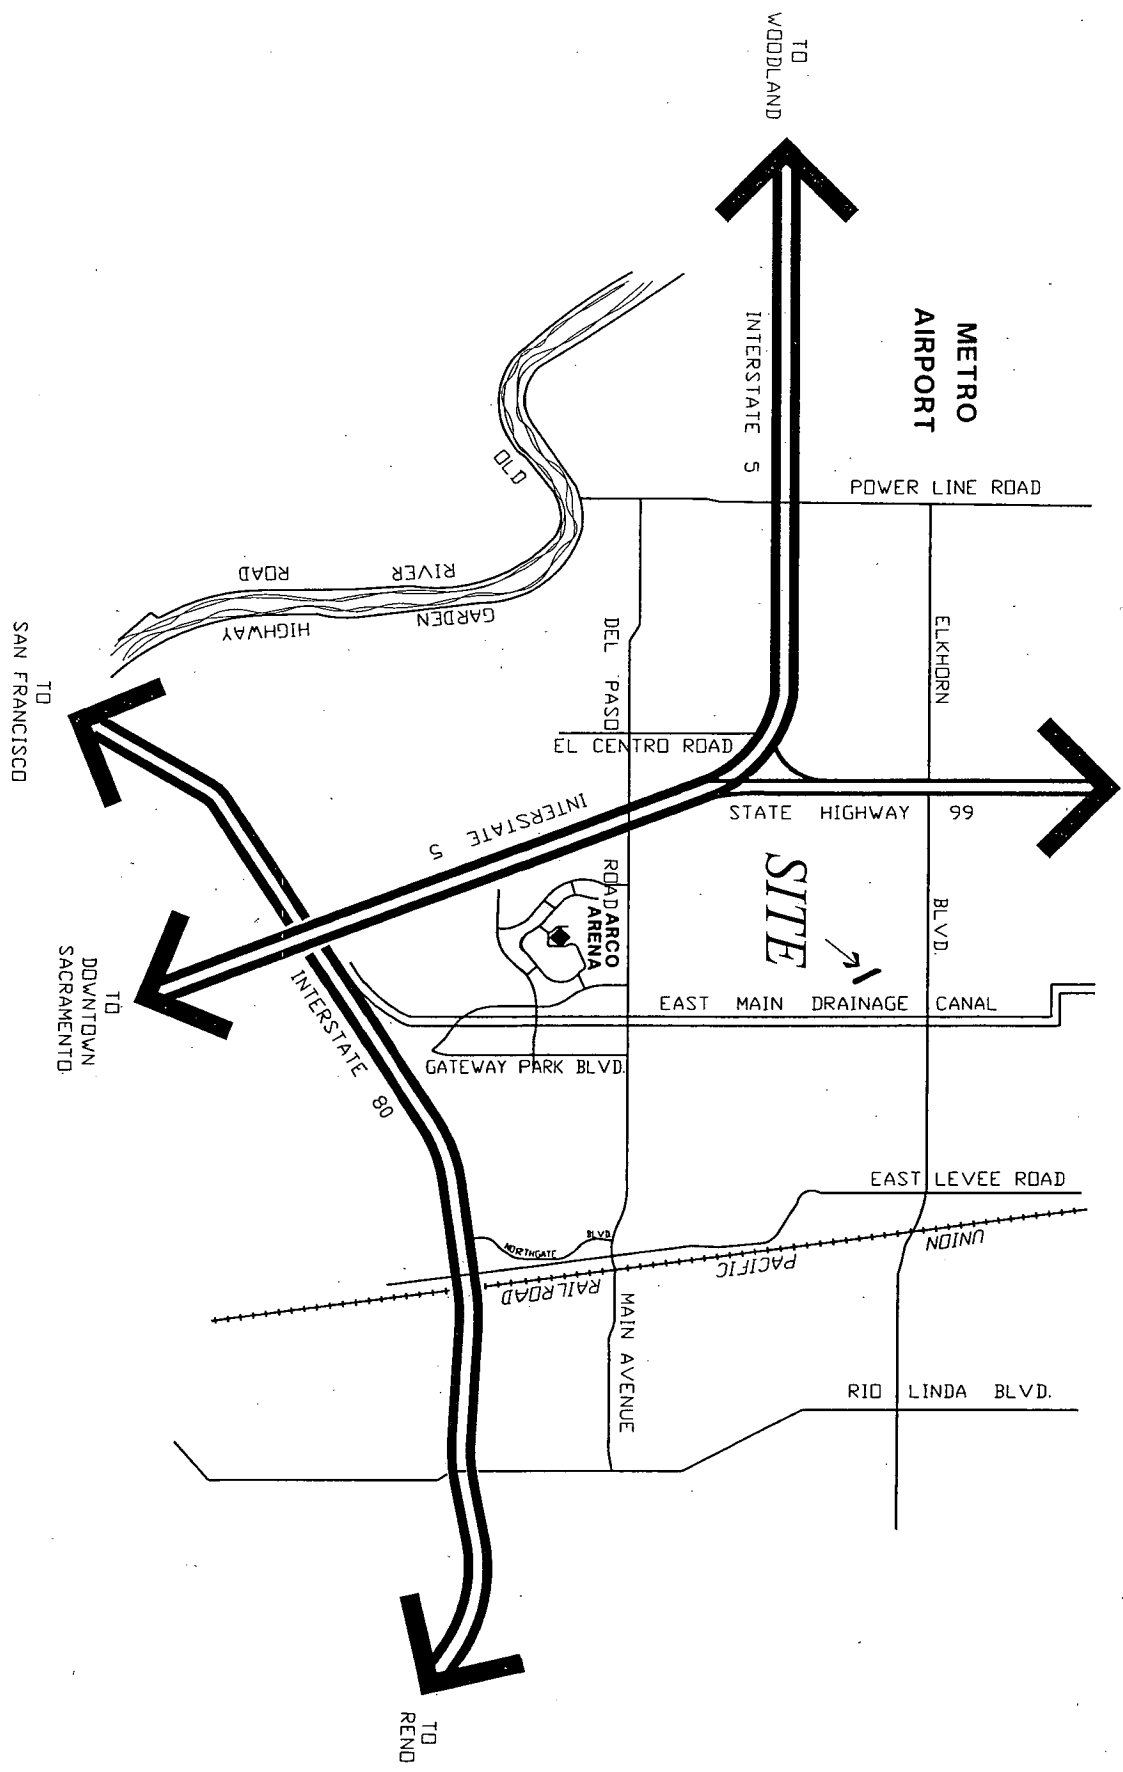 TO
WOODLAND
METRO
AIRPORT
INTERSTATE 5
POWER LINE ROAD
OLD
RIVER
ROAD
GARDEN
HIGHWAY
ELKHORN
BLVD.
DEL PASO
ROAD
EL CENTRO ROAD
STATE HIGHWAY 99
INTERSTATE 5
TO
SAN FRANCISCO
SITE
ARCO
ARENA
EAST MAIN DRAINAGE CANAL
TO
DOWNTOWN
SACRAMENTO
INTERSTATE 80
GATEWAY PARK BLVD.
EAST LEVEE ROAD
UNION
PACIFIC
RAILROAD
NORTHGATE
BLVD.
MAIN AVENUE
RIO LINDA BLVD.
TO
RENO